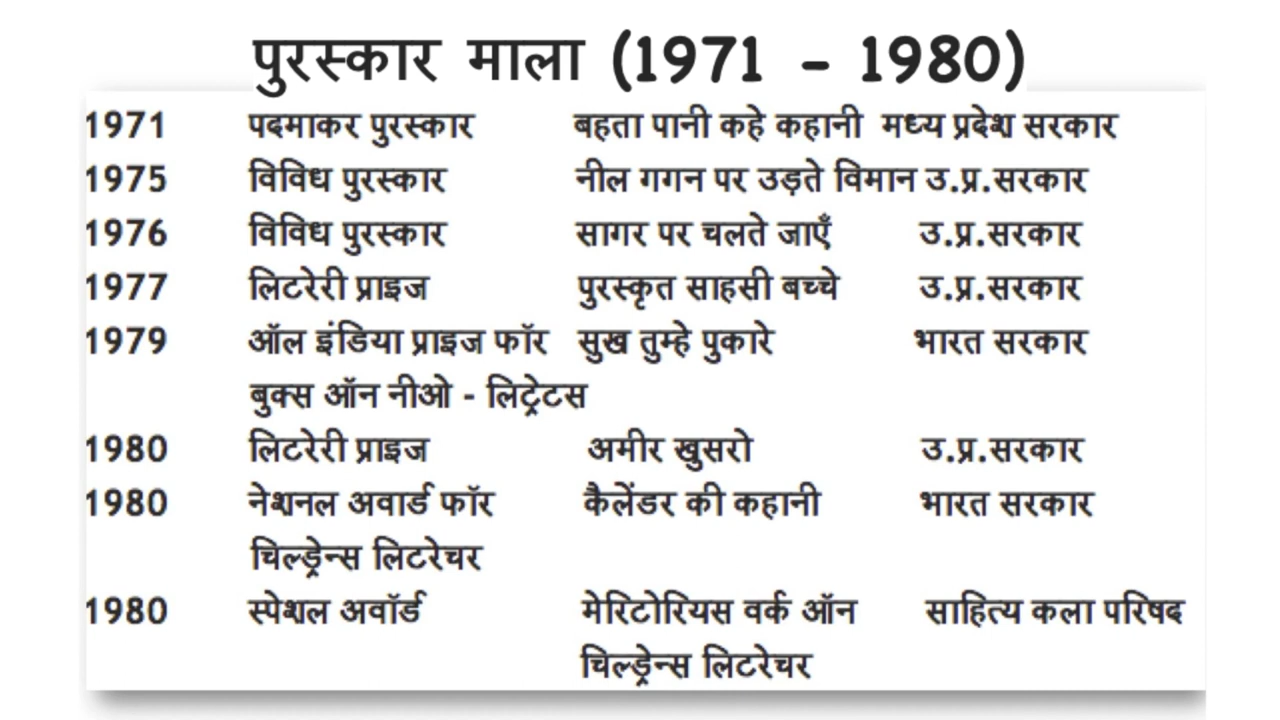 पुरस्कार माला (1971 - 1980)
1971 पदमाकर पुरस्कार बहता पानी कहे कहानी मध्य प्रदेश सरकार
1975 विविध पुरस्कार नील गगन पर उड़ते विमान उ.प्र.सरकार
1976 विविध पुरस्कार सागर पर चलते जाएँ उ.प्र.सरकार
1977 लिटरेरी प्राइज पुरस्कृत साहसी बच्चे उ.प्र.सरकार
1979 ऑल इंडिया प्राइज फॉर सुख तुम्हे पुकारे भारत सरकार
बुक्स ऑन नीओ - लिट्रेटस
1980 लिटरेरी प्राइज अमीर खुसरो उ.प्र.सरकार
1980 नेशनल अवार्ड फॉर कैलेंडर की कहानी भारत सरकार
चिल्ड्रेन्स लिटरेचर
1980 स्पेशल अवॉर्ड मेरिटोरियस वर्क ऑन साहित्य कला परिषद
चिल्ड्रेन्स लिटरेचर